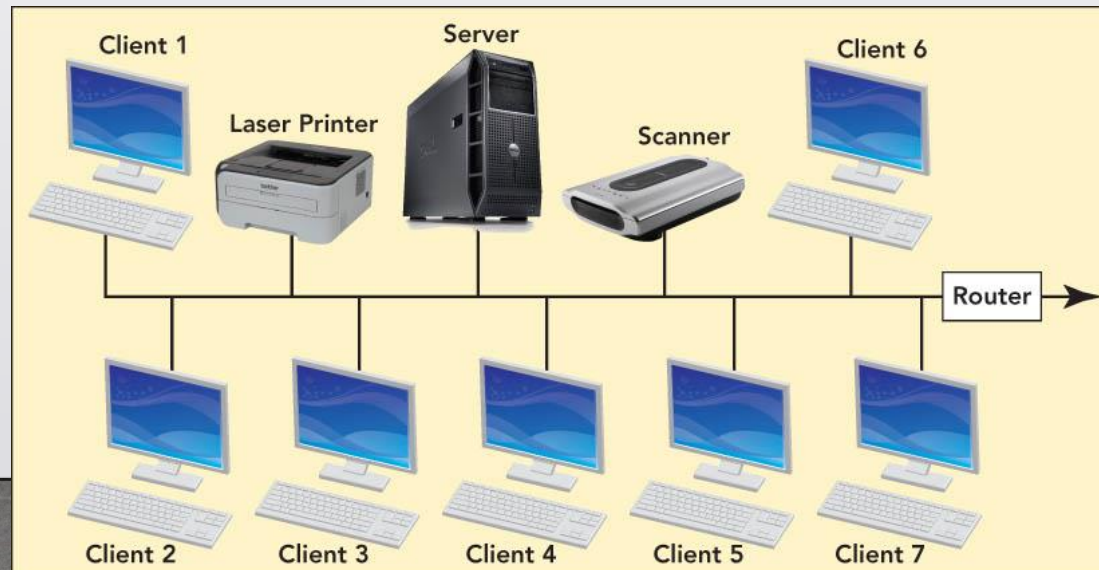 Client 1
Server
Client 6
Laser Printer
Scanner
Router
Client 2
Client 3
Client 4
Client 5
Client 7